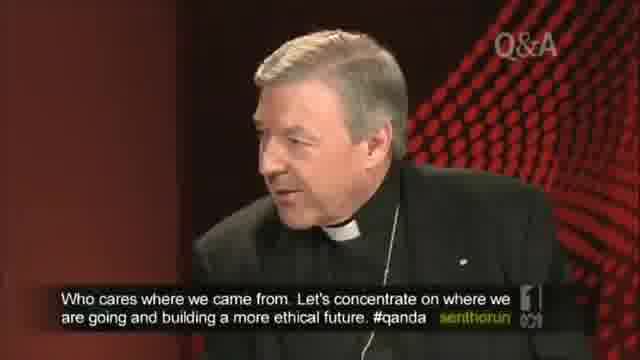 Q&A
Who cares where we came from. Let's concentrate on where we
are going and building a more ethical future. #qanda senthorun
1